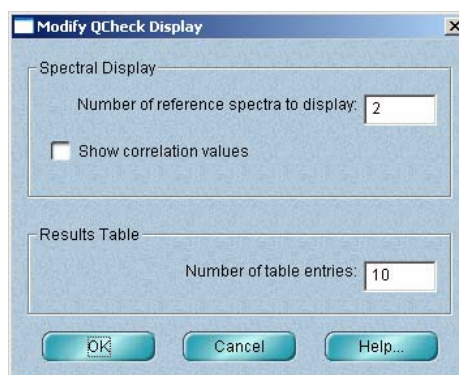 Modify QCheck Display
Spectral Display
Number of reference spectra to display: 2
Show correlation values
Results Table
Number of table entries: 10
OK Cancel Help...